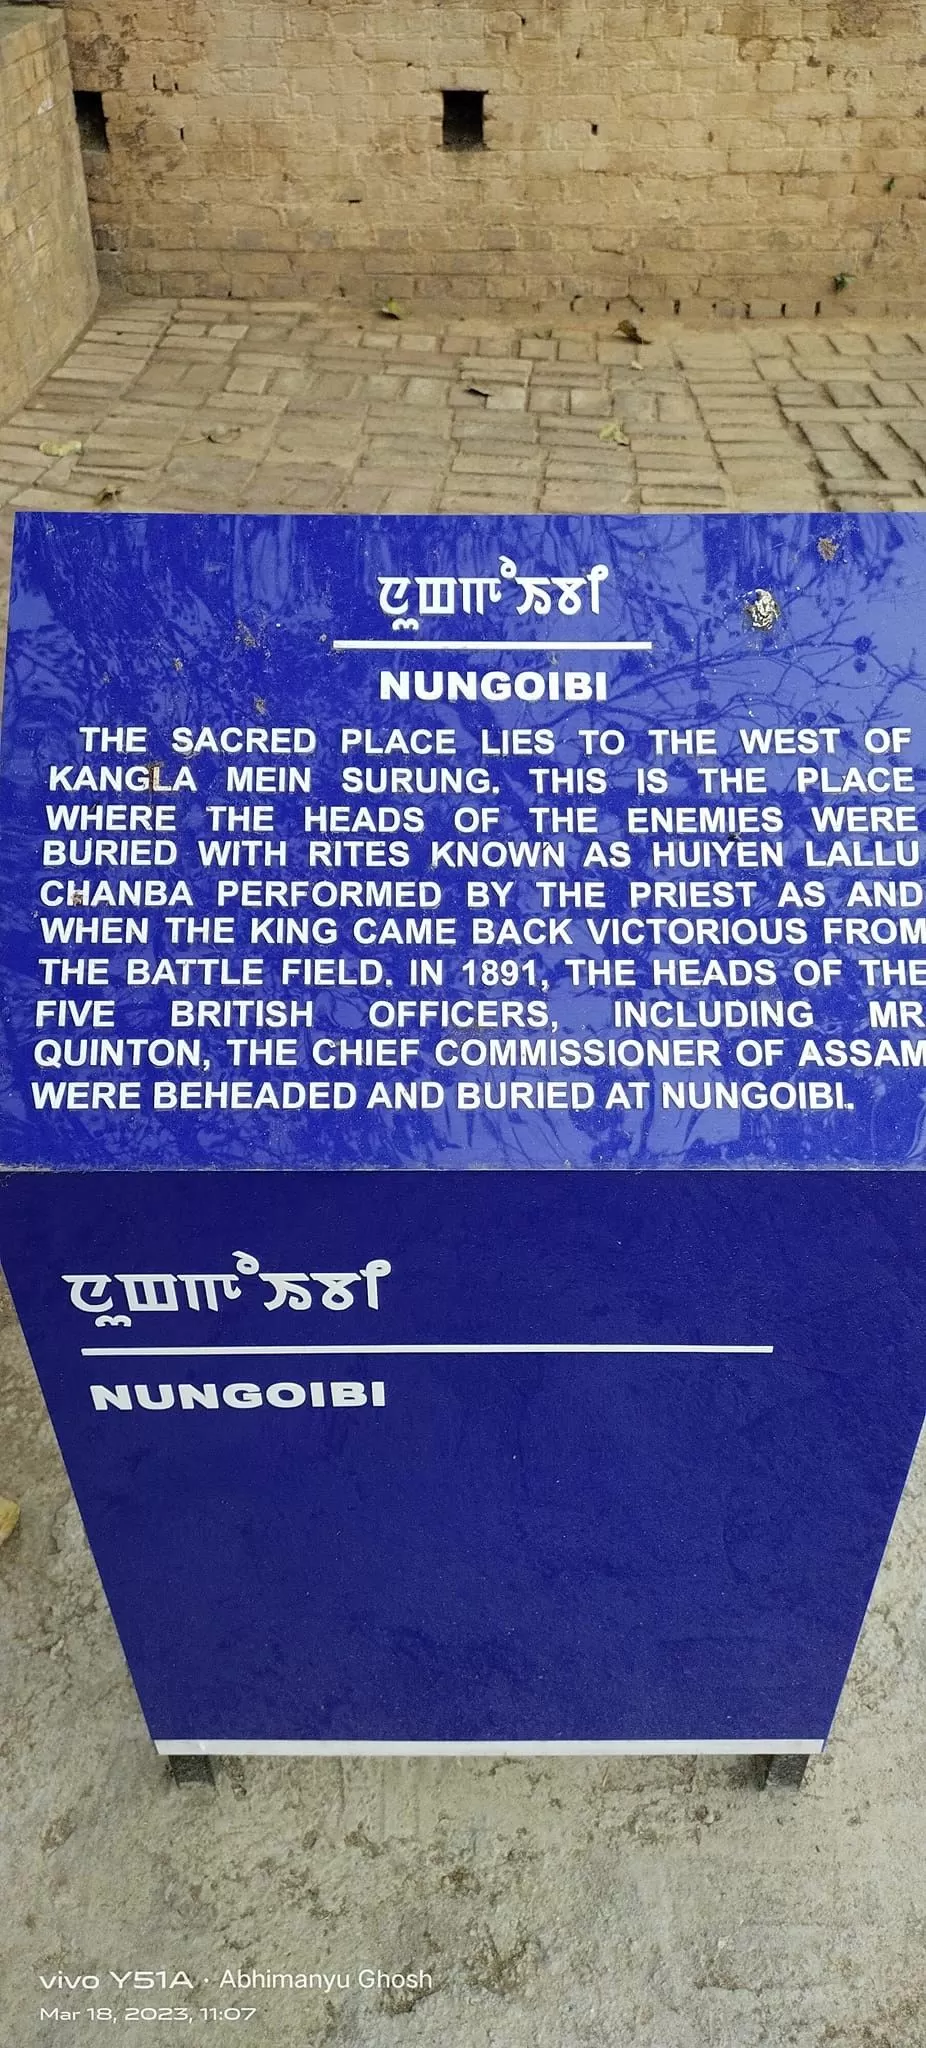 ꯅꯨꯡꯉꯣꯏꯕꯤ
NUNGOIBI
THE SACRED PLACE LIES TO THE WEST OF
KANGLA MEIN SURUNG. THIS IS THE PLACE
WHERE THE HEADS OF THE ENEMIES WERE
BURIED WITH RITES KNOWN AS HUIYEN LALLU
CHANBA PERFORMED BY THE PRIEST AS AND
WHEN THE KING CAME BACK VICTORIOUS FROM
THE BATTLE FIELD. IN 1891, THE HEADS OF THE
FIVE BRITISH OFFICERS, INCLUDING MR
QUINTON, THE CHIEF COMMISSIONER OF ASSAM
WERE BEHEADED AND BURIED AT NUNGOIBI.
ꯅꯨꯡꯉꯣꯏꯕꯤ
NUNGOIBI
vivo Y51A · Abhimanyu Ghosh
Mar 18, 2023, 11:07